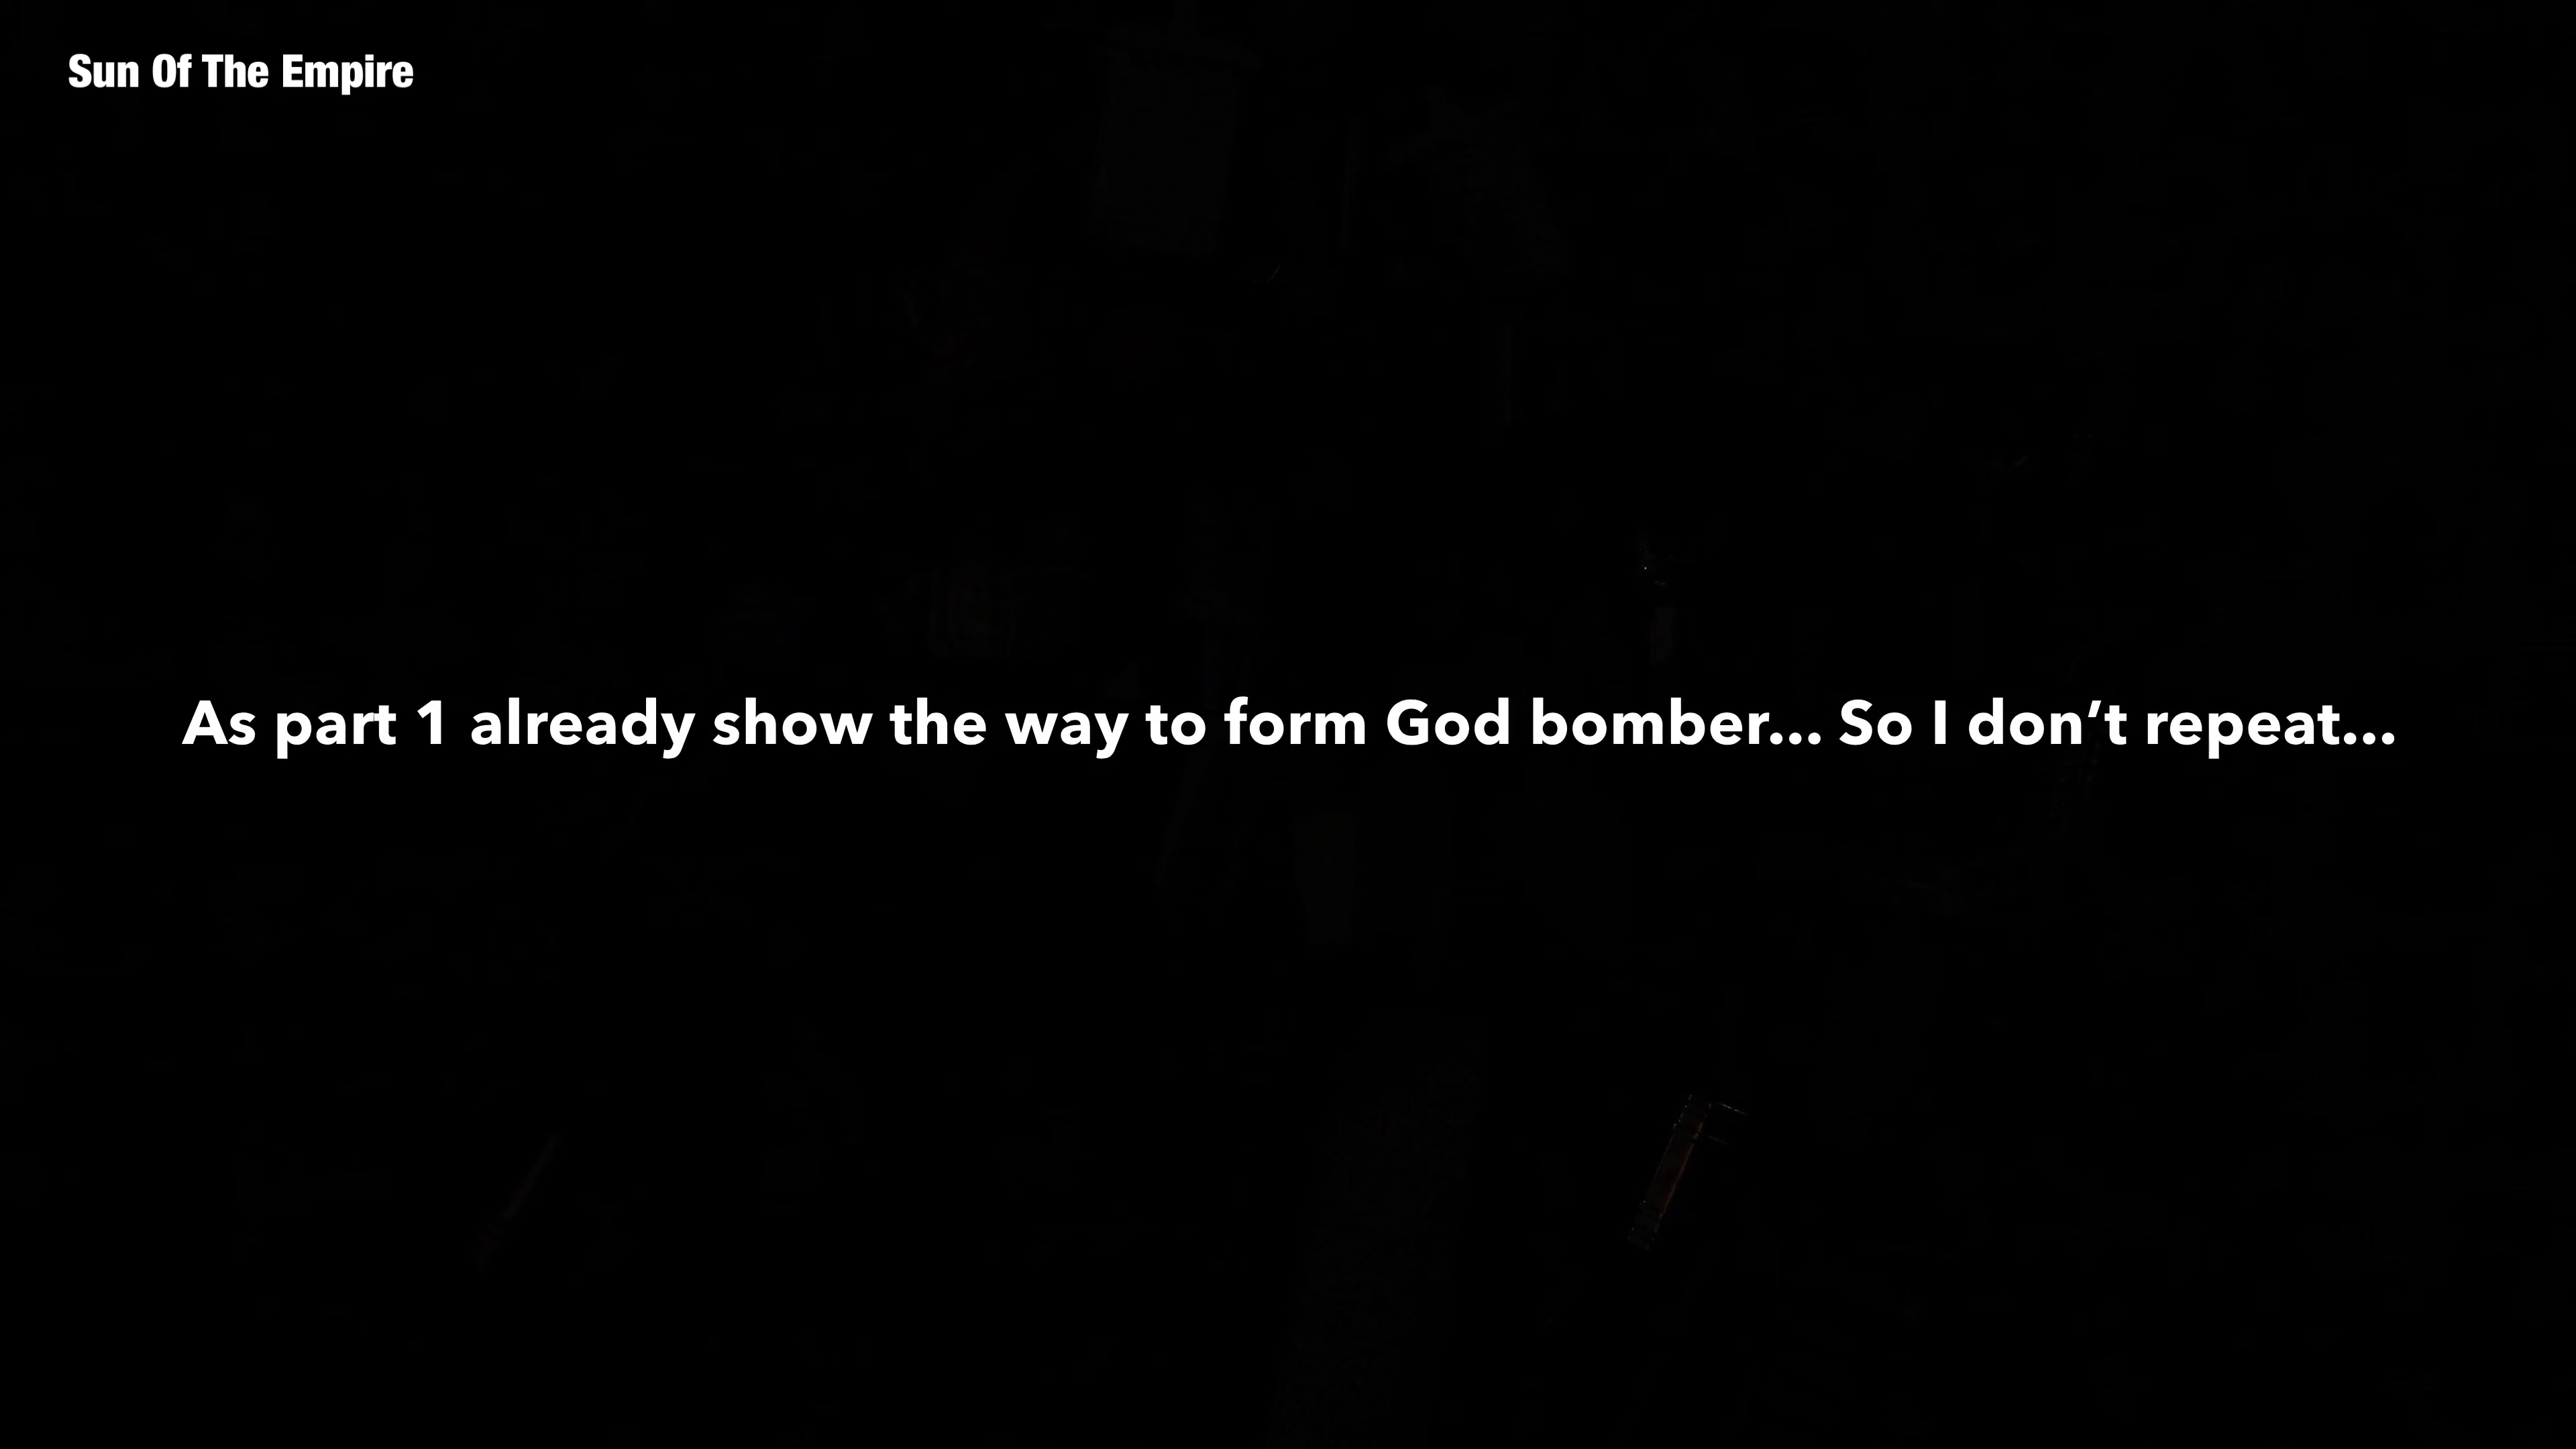 Sun Of The Empire
As part 1 already show the way to form God bomber... So I don’t repeat...